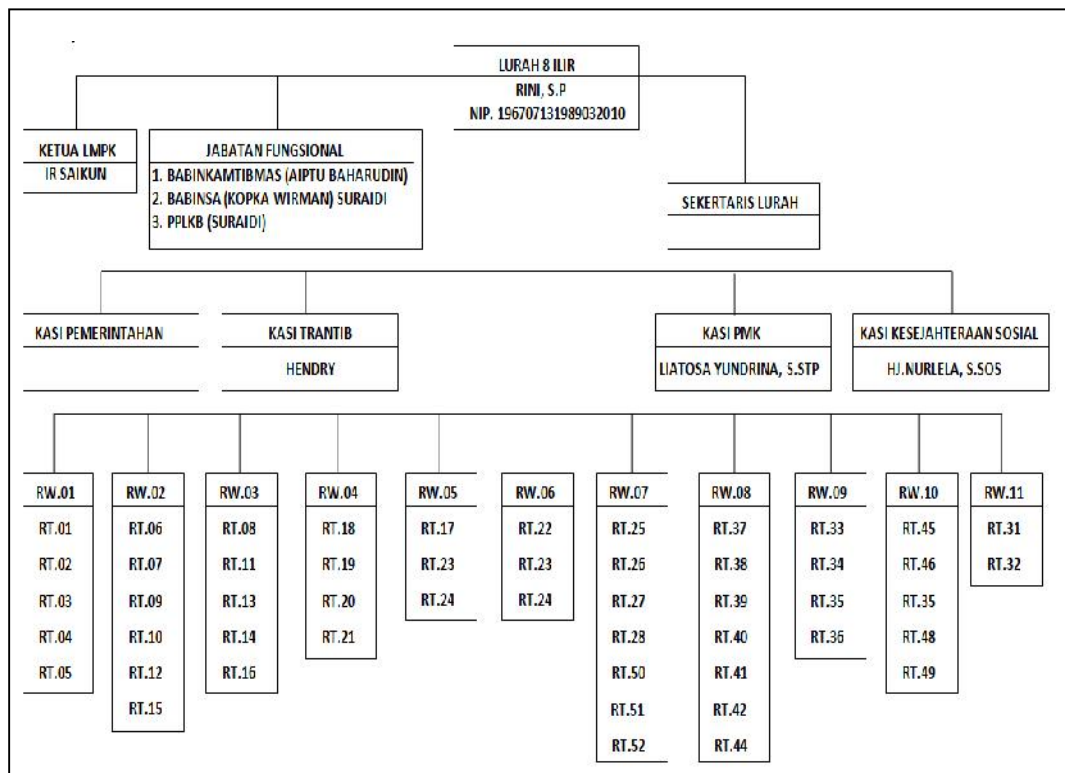 LURAH 8 ILIR
RINI, S.P
NIP. 196707131989032010
KETUA LMPK
IR SAIKUN
JABATAN FUNGSIONAL
1. BABINKAMTIBMAS (AIPTU BAHARUDIN)
2. BABINSA (KOPKA WIRMAN) SURAIDI
3. PPLKB (SURAIDI)
SEKERTARIS LURAH
KASI PEMERINTAHAN
KASI TRANTIB
HENDRY
KASI PMK
LIATOSA YUNDRINA, S.STP
KASI KESEJAHTERAAN SOSIAL
HJ.NURLELA, S.SOS
RW.01
RT.01
RT.02
RT.03
RT.04
RT.05
RW.02
RT.06
RT.07
RT.09
RT.10
RT.12
RT.15
RW.03
RT.08
RT.11
RT.13
RT.14
RT.16
RW.04
RT.18
RT.19
RT.20
RT.21
RW.05
RT.17
RT.23
RT.24
RW.06
RT.22
RT.23
RT.24
RW.07
RT.25
RT.26
RT.27
RT.28
RT.50
RT.51
RT.52
RW.08
RT.37
RT.38
RT.39
RT.40
RT.41
RT.42
RT.44
RW.09
RT.33
RT.34
RT.35
RT.36
RW.10
RT.45
RT.46
RT.35
RT.48
RT.49
RW.11
RT.31
RT.32